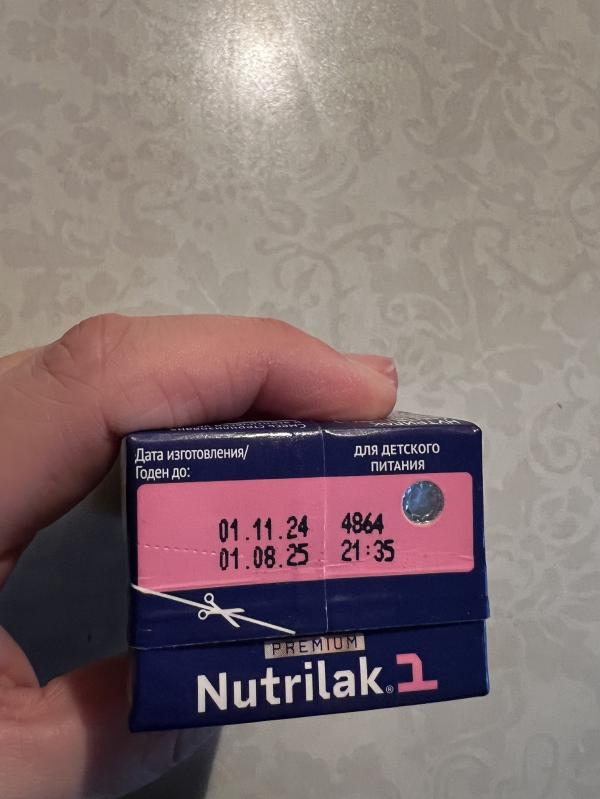 Дата изготовления/
Годен до:
ДЛЯ ДЕТСКОГО
ПИТАНИЯ
01.11.24 4864
01.08.25 21:35
PREMIUM
Nutrilak® 1